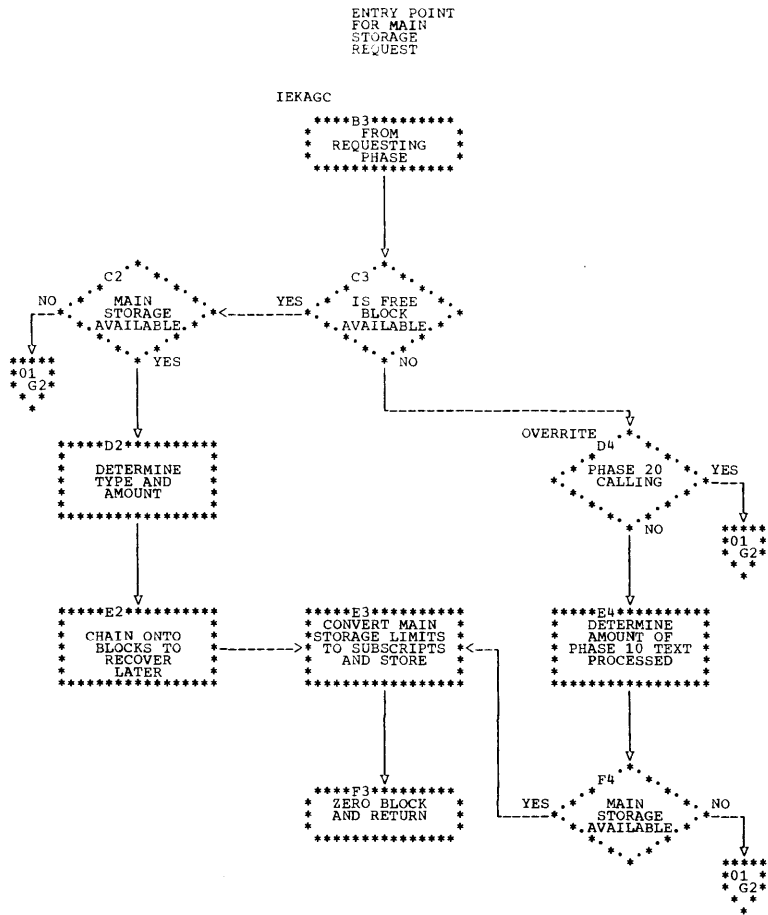 ENTRY POINT
FOR MAIN
STORAGE
REQUEST
IEKAGC
B3
FROM
REQUESTING
PHASE
C2
MAIN
STORAGE
AVAILABLE
NO
YES
C3
IS FREE
BLOCK
AVAILABLE
YES
NO
01
G2
OVERRITE
D4
PHASE 20
CALLING
YES
NO
01
G2
D2
DETERMINE
TYPE AND
AMOUNT
E2
CHAIN ONTO
BLOCKS TO
RECOVER
LATER
E3
CONVERT MAIN
STORAGE LIMITS
TO SUBSCRIPTS
AND STORE
E4
DETERMINE
AMOUNT OF
PHASE 10 TEXT
PROCESSED
F3
ZERO BLOCK
AND RETURN
F4
YES
MAIN
STORAGE
AVAILABLE
NO
01
G2